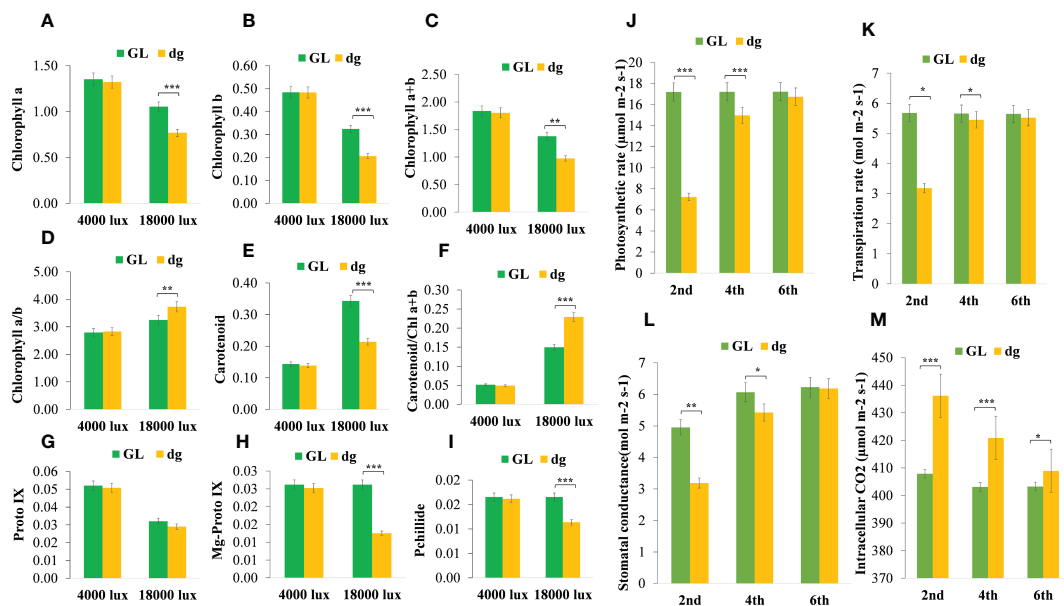 A
GL dg
Chlorophyll a
1.50
1.00
0.50
0.00
***
4000 lux 18000 lux
B
GL dg
Chlorophyll b
0.60
0.50
0.40
0.30
0.20
0.10
0.00
***
4000 lux 18000 lux
C
GL dg
Chlorophyll a+b
2.50
2.00
1.50
1.00
0.50
0.00
**
4000 lux 18000 lux
D
GL dg
Chlorophyll a/b
5.00
4.00
3.00
2.00
1.00
0.00
**
4000 lux 18000 lux
E
GL dg
Carotenoid
0.40
0.30
0.20
0.10
0.00
***
4000 lux 18000 lux
F
GL dg
Carotenoid/Chl a+b
0.30
0.25
0.20
0.15
0.10
0.05
0.00
***
4000 lux 18000 lux
G
GL dg
Proto IX
0.06
0.05
0.04
0.03
0.02
0.01
0.00
4000 lux 18000 lux
H
GL dg
Mg-Proto IX
0.04
0.03
0.03
0.02
0.02
0.01
0.01
0.00
***
4000 lux 18000 lux
I
GL dg
Pchillide
0.02
0.01
0.01
0.00
***
4000 lux 18000 lux
J
GL dg
Photosynthetic rate (µmol m-2 s-1)
18
16
14
12
10
8
6
4
2
0
***
***
2nd 4th 6th
K
GL dg
Transpiration rate (mol m-2 s-1)
7
6
5
4
3
2
1
0
*
*
2nd 4th 6th
L
GL dg
Stomatal conductance(mol m-2 s-1)
7
6
5
4
3
2
1
0
**
*
2nd 4th 6th
M
GL dg
Intracellular CO2 (µmol m-2 s-1)
450
440
430
420
410
400
390
380
370
***
***
*
2nd 4th 6th